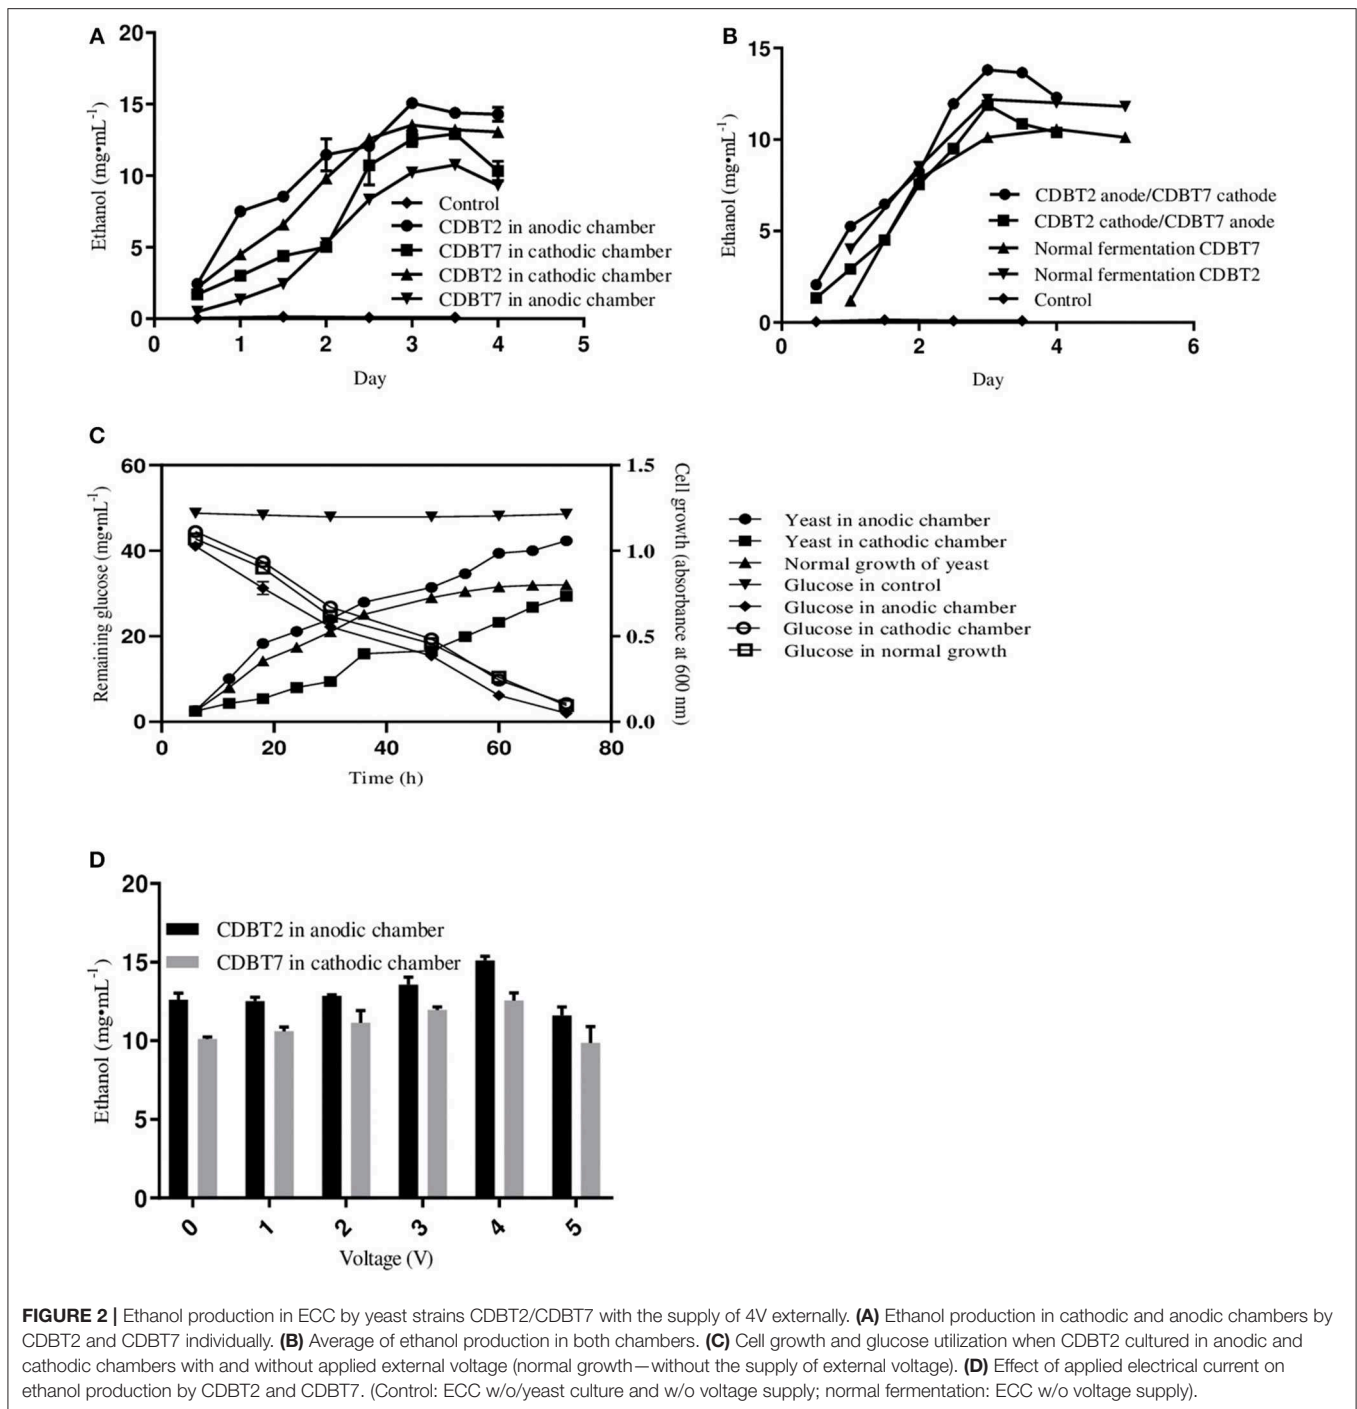 A
20
15
10
5
0
Ethanol (mg•mL⁻¹)
Control
CDBT2 in anodic chamber
CDBT7 in cathodic chamber
CDBT2 in cathodic chamber
CDBT7 in anodic chamber
0 1 2 3 4 5
Day
B
15
10
5
0
Ethanol (mg•mL⁻¹)
CDBT2 anode/CDBT7 cathode
CDBT2 cathode/CDBT7 anode
Normal fermentation CDBT7
Normal fermentation CDBT2
Control
0 2 4 6
Day
C
60
40
20
0
Remaining glucose (mg•mL⁻¹)
1.5
1.0
0.5
0.0
Cell growth (absorbance at 600 nm)
0 20 40 60 80
Time (h)
Yeast in anodic chamber
Yeast in cathodic chamber
Normal growth of yeast
Glucose in control
Glucose in anodic chamber
Glucose in cathodic chamber
Glucose in normal growth
D
20
15
10
5
0
Ethanol (mg•mL⁻¹)
CDBT2 in anodic chamber
CDBT7 in cathodic chamber
0 1 2 3 4 5
Voltage (V)
FIGURE 2 | Ethanol production in ECC by yeast strains CDBT2/CDBT7 with the supply of 4V externally. (A) Ethanol production in cathodic and anodic chambers by
CDBT2 and CDBT7 individually. (B) Average of ethanol production in both chambers. (C) Cell growth and glucose utilization when CDBT2 cultured in anodic and
cathodic chambers with and without applied external voltage (normal growth—without the supply of external voltage). (D) Effect of applied electrical current on
ethanol production by CDBT2 and CDBT7. (Control: ECC w/o/yeast culture and w/o voltage supply; normal fermentation: ECC w/o voltage supply).